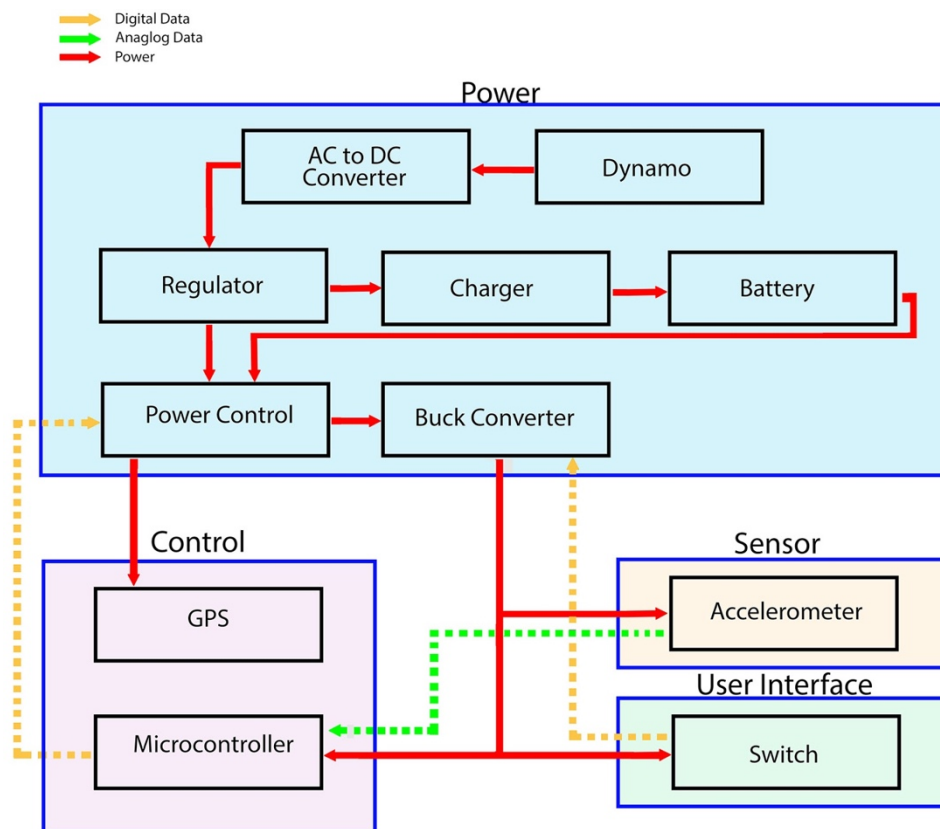 Digital Data
Anaglog Data
Power
Power
AC to DC
Converter
Dynamo
Regulator
Charger
Battery
Power Control
Buck Converter
Control
Sensor
GPS
Accelerometer
User Interface
Microcontroller
Switch